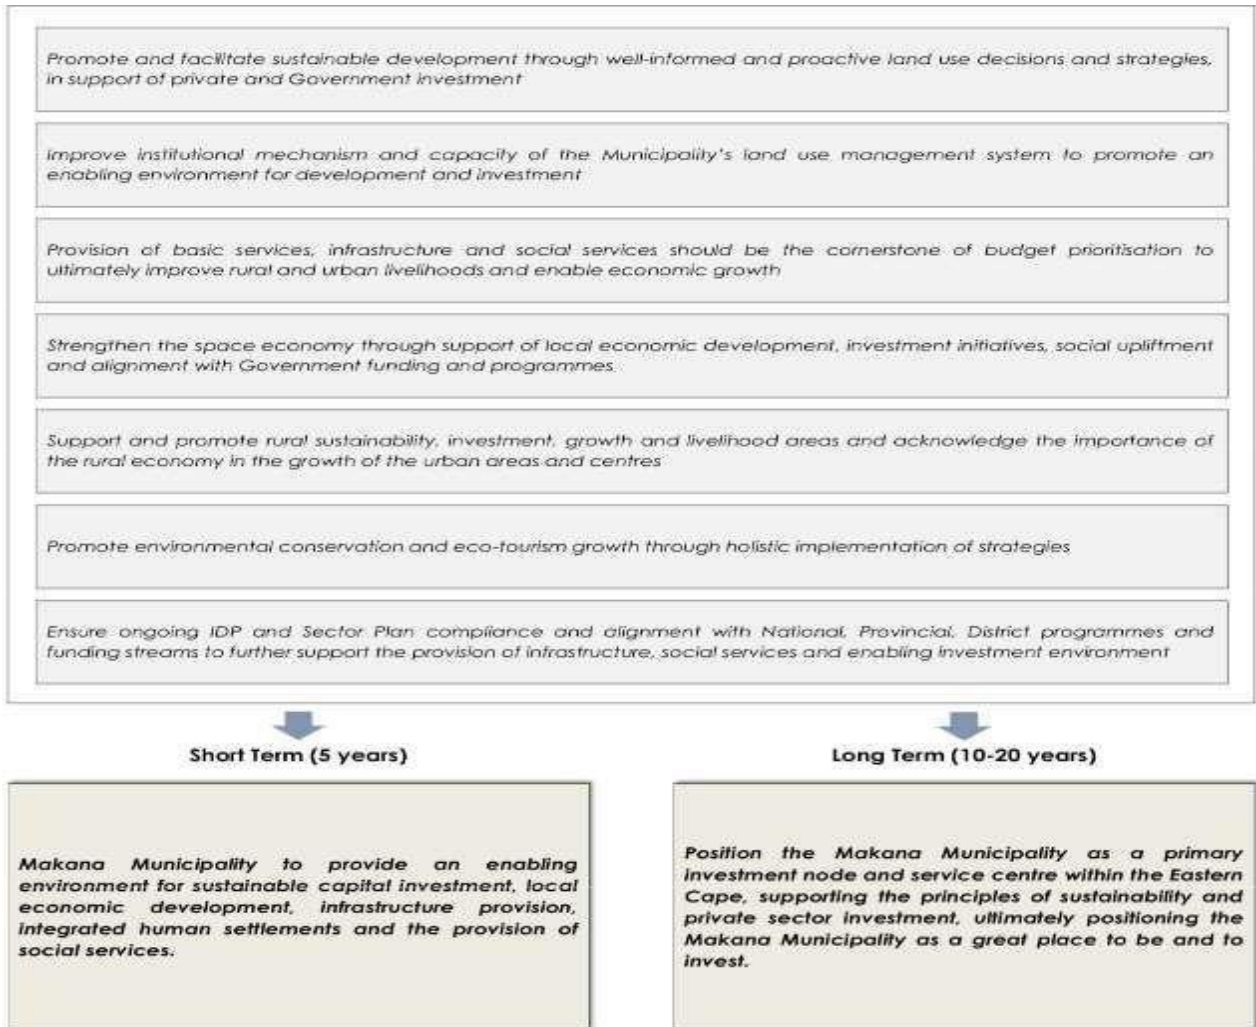 Promote and facilitate sustainable development through well-informed and proactive land use decisions and strategies,
in support of private and Government investment
Improve institutional mechanism and capacity of the Municipality's land use management system to promote an
enabling environment for development and investment
Provision of basic services, infrastructure and social services should be the cornerstone of budget prioritisation to
ultimately improve rural and urban livelihoods and enable economic growth
Strengthen the space economy through support of local economic development, investment initiatives, social upliftment
and alignment with Government funding and programmes.
Support and promote rural sustainability, investment, growth and livelihood areas and acknowledge the importance of
the rural economy in the growth of the urban areas and centres
Promote environmental conservation and eco-tourism growth through holistic implementation of strategies
Ensure ongoing IDP and Sector Plan compliance and alignment with National, Provincial, District programmes and
funding streams to further support the provision of infrastructure, social services and enabling investment environment
Short Term (5 years)
Makana Municipality to provide an enabling
environment for sustainable capital investment, local
economic development, infrastructure provision,
integrated human settlements and the provision of
social services.
Long Term (10-20 years)
Position the Makana Municipality as a primary
investment node and service centre within the Eastern
Cape, supporting the principles of sustainability and
private sector investment, ultimately positioning the
Makana Municipality as a great place to be and to
invest.